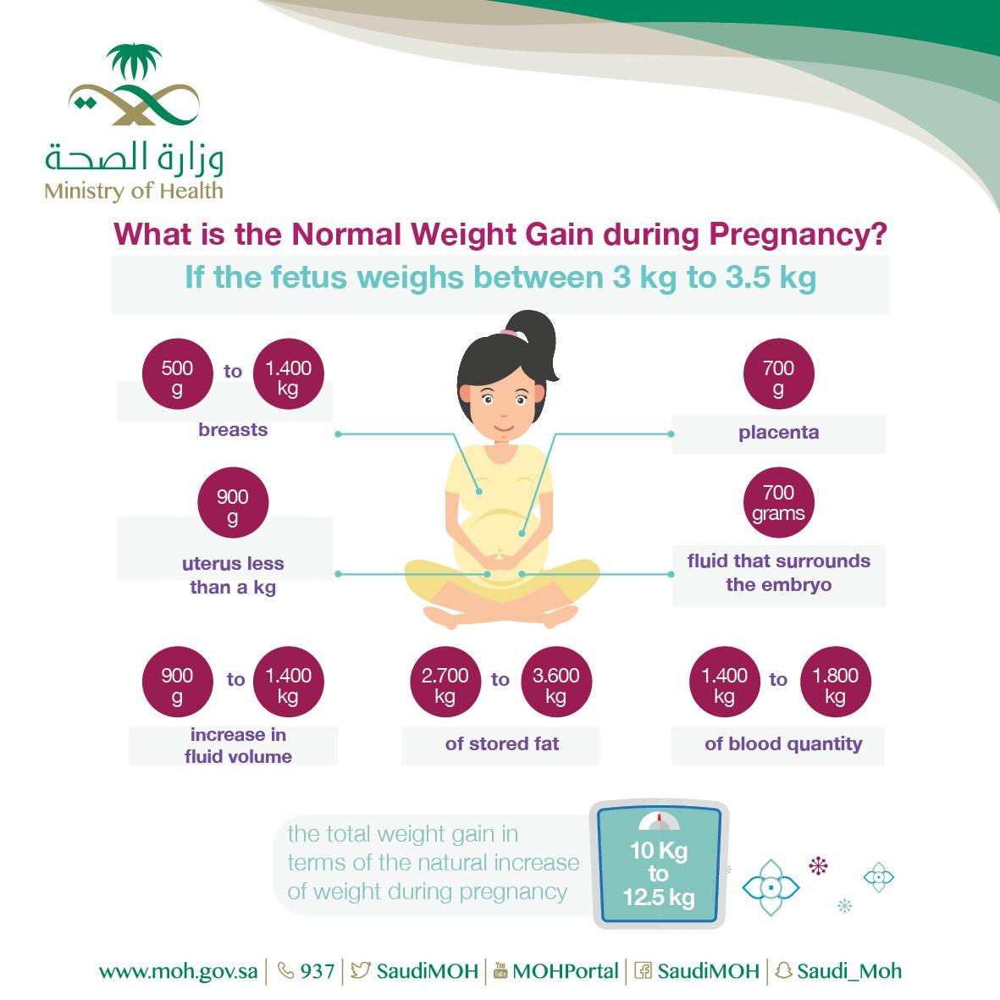 وزارة الصحة
Ministry of Health
What is the Normal Weight Gain during Pregnancy?
If the fetus weighs between 3 kg to 3.5 kg
500
g
to
1.400
kg
breasts
700
g
placenta
900
g
uterus less
than a kg
700
grams
fluid that surrounds
the embryo
900
g
to
1.400
kg
increase in
fluid volume
2.700
kg
to
3.600
kg
of stored fat
1.400
kg
to
1.800
kg
of blood quantity
the total weight gain in
terms of the natural increase
of weight during pregnancy
10 Kg
to
12.5 kg
www.moh.gov.sa | 937 | SaudiMOH | You Tube MOHPortal | SaudiMOH | Saudi_Moh